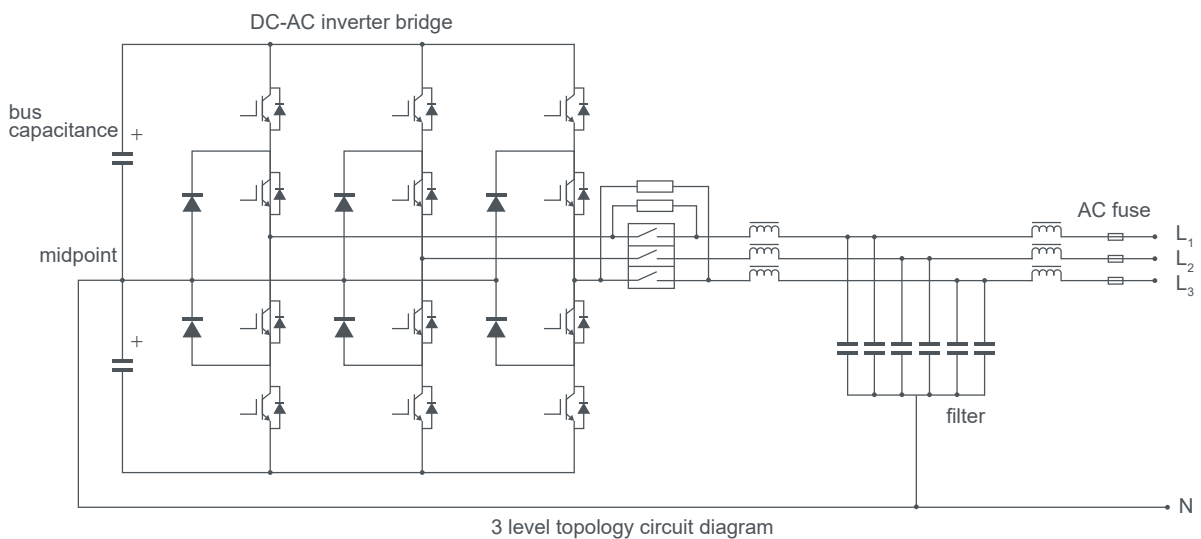 DC-AC inverter bridge
bus
capacitance
+
midpoint
+
AC fuse
L1
L2
L3
filter
N
3 level topology circuit diagram